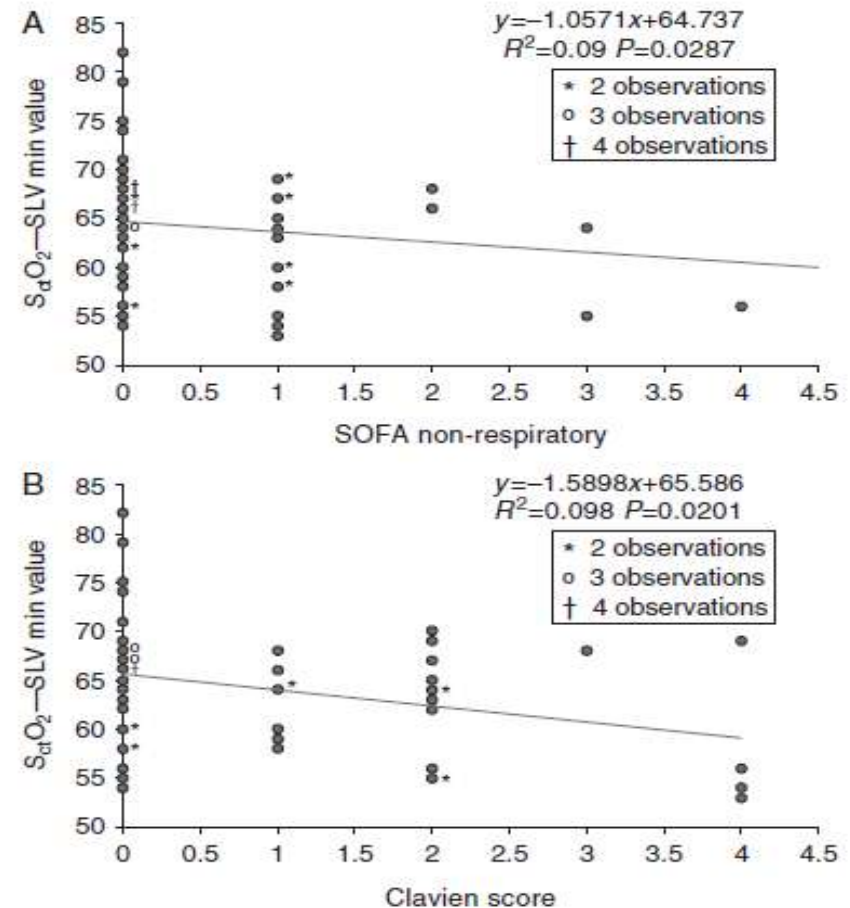 A
y=–1.0571x+64.737
R²=0.09 P=0.0287
* 2 observations
o 3 observations
† 4 observations
85
80
75
70
65
60
55
50
SctO₂—SLV min value
0 0.5 1 1.5 2 2.5 3 3.5 4 4.5
SOFA non-respiratory
B
y=–1.5898x+65.586
R²=0.098 P=0.0201
* 2 observations
o 3 observations
† 4 observations
85
80
75
70
65
60
55
50
SctO₂—SLV min value
0 0.5 1 1.5 2 2.5 3 3.5 4 4.5
Clavien score